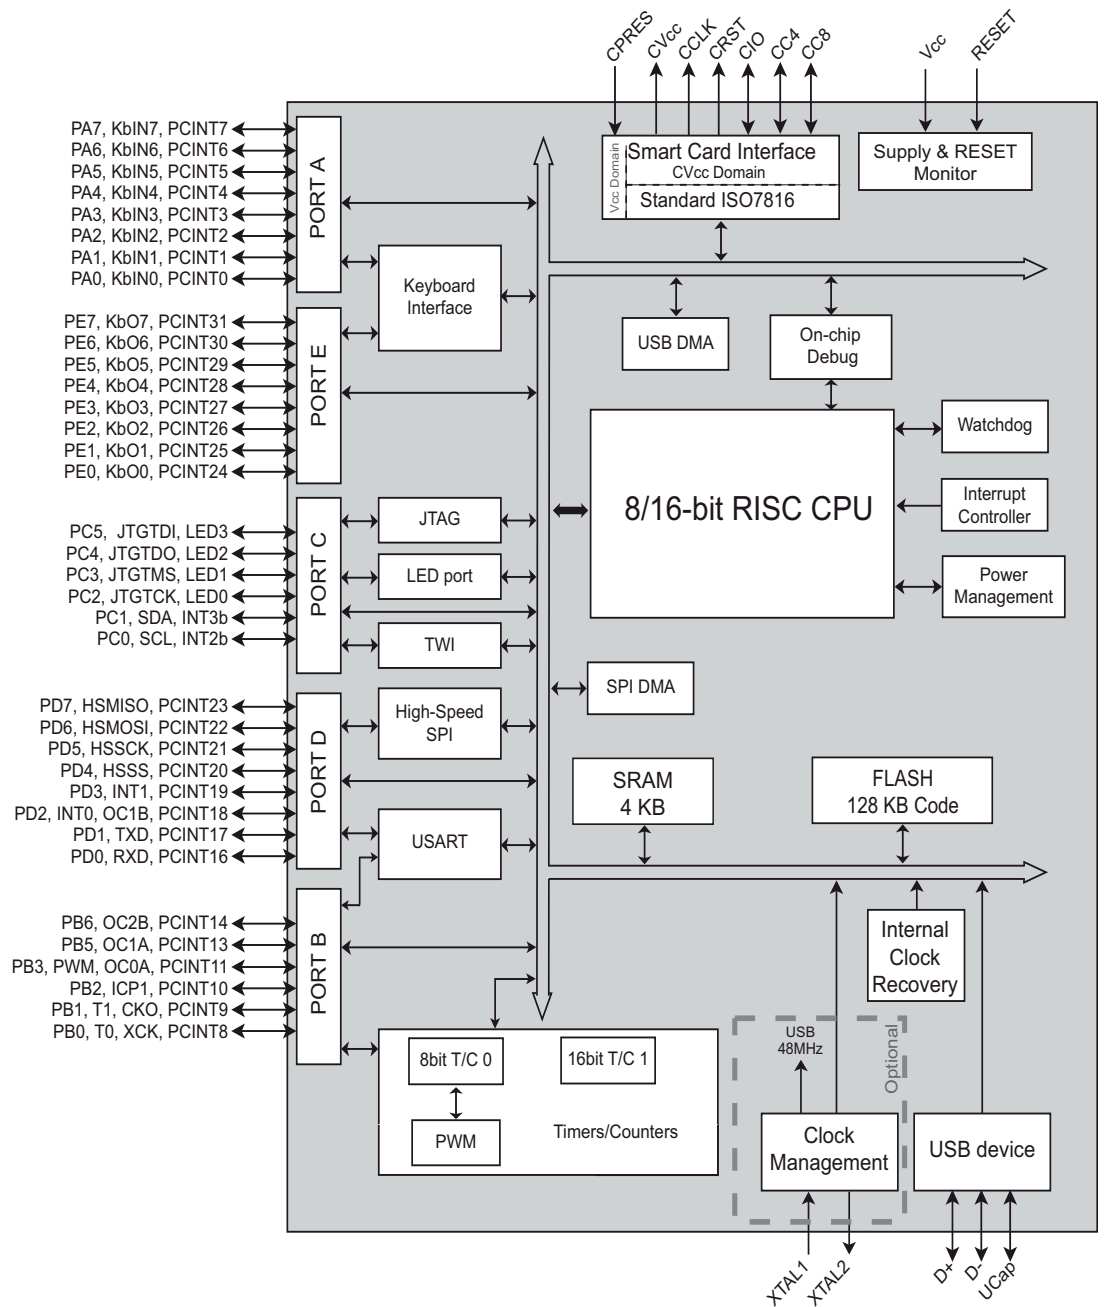 CPRES
CVcc
CCLK
CRST
CIO
CC4
CC8
Vcc
RESET
PA7, KbIN7, PCINT7
PA6, KbIN6, PCINT6
PA5, KbIN5, PCINT5
PA4, KbIN4, PCINT4
PA3, KbIN3, PCINT3
PA2, KbIN2, PCINT2
PA1, KbIN1, PCINT1
PA0, KbIN0, PCINT0
PORT A
Vcc Domain
Smart Card Interface
CVcc Domain
Standard ISO7816
Supply & RESET
Monitor
Keyboard
Interface
PE7, KbO7, PCINT31
PE6, KbO6, PCINT30
PE5, KbO5, PCINT29
PE4, KbO4, PCINT28
PE3, KbO3, PCINT27
PE2, KbO2, PCINT26
PE1, KbO1, PCINT25
PE0, KbO0, PCINT24
PORT E
USB DMA
On-chip
Debug
8/16-bit RISC CPU
Watchdog
Interrupt
Controller
Power
Management
PC5, JTGTDI, LED3
PC4, JTGTDO, LED2
PC3, JTGTMS, LED1
PC2, JTGTCK, LED0
PC1, SDA, INT3b
PC0, SCL, INT2b
PORT C
JTAG
LED port
TWI
SPI DMA
PD7, HSMISO, PCINT23
PD6, HSMOSI, PCINT22
PD5, HSSCK, PCINT21
PD4, HSSS, PCINT20
PD3, INT1, PCINT19
PD2, INT0, OC1B, PCINT18
PD1, TXD, PCINT17
PD0, RXD, PCINT16
PORT D
High-Speed
SPI
USART
SRAM
4 KB
FLASH
128 KB Code
PB6, OC2B, PCINT14
PB5, OC1A, PCINT13
PB3, PWM, OC0A, PCINT11
PB2, ICP1, PCINT10
PB1, T1, CKO, PCINT9
PB0, T0, XCK, PCINT8
PORT B
Internal
Clock
Recovery
8bit T/C 0
16bit T/C 1
PWM
Timers/Counters
USB
48MHz
Optional
Clock
Management
USB device
XTAL1
XTAL2
D+
D-
UCap